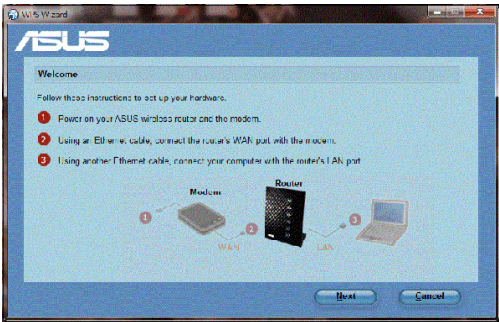 WPS Wizard
ASUS
Welcome
Follow these instructions to set up your hardware.
1 Power on your ASUS wireless router and the modem.
2 Using an Ethernet cable, connect the router's WAN port with the modem.
3 Using another Ethernet cable, connect your computer with the router's LAN port
Modem
Router
1
2
3
WAN
LAN
Next
Cancel